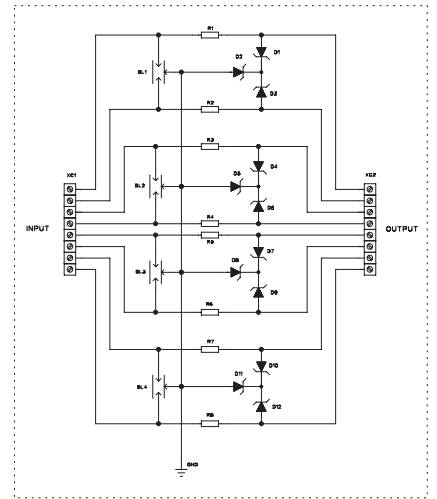 R1
D1
D2
BL1
D3
R2
R3
XC1
D4
XC2
D5
BL2
D6
R4
INPUT
OUTPUT
R5
D7
D8
BL3
D9
R6
R7
D10
D11
BL4
D12
R8
GND